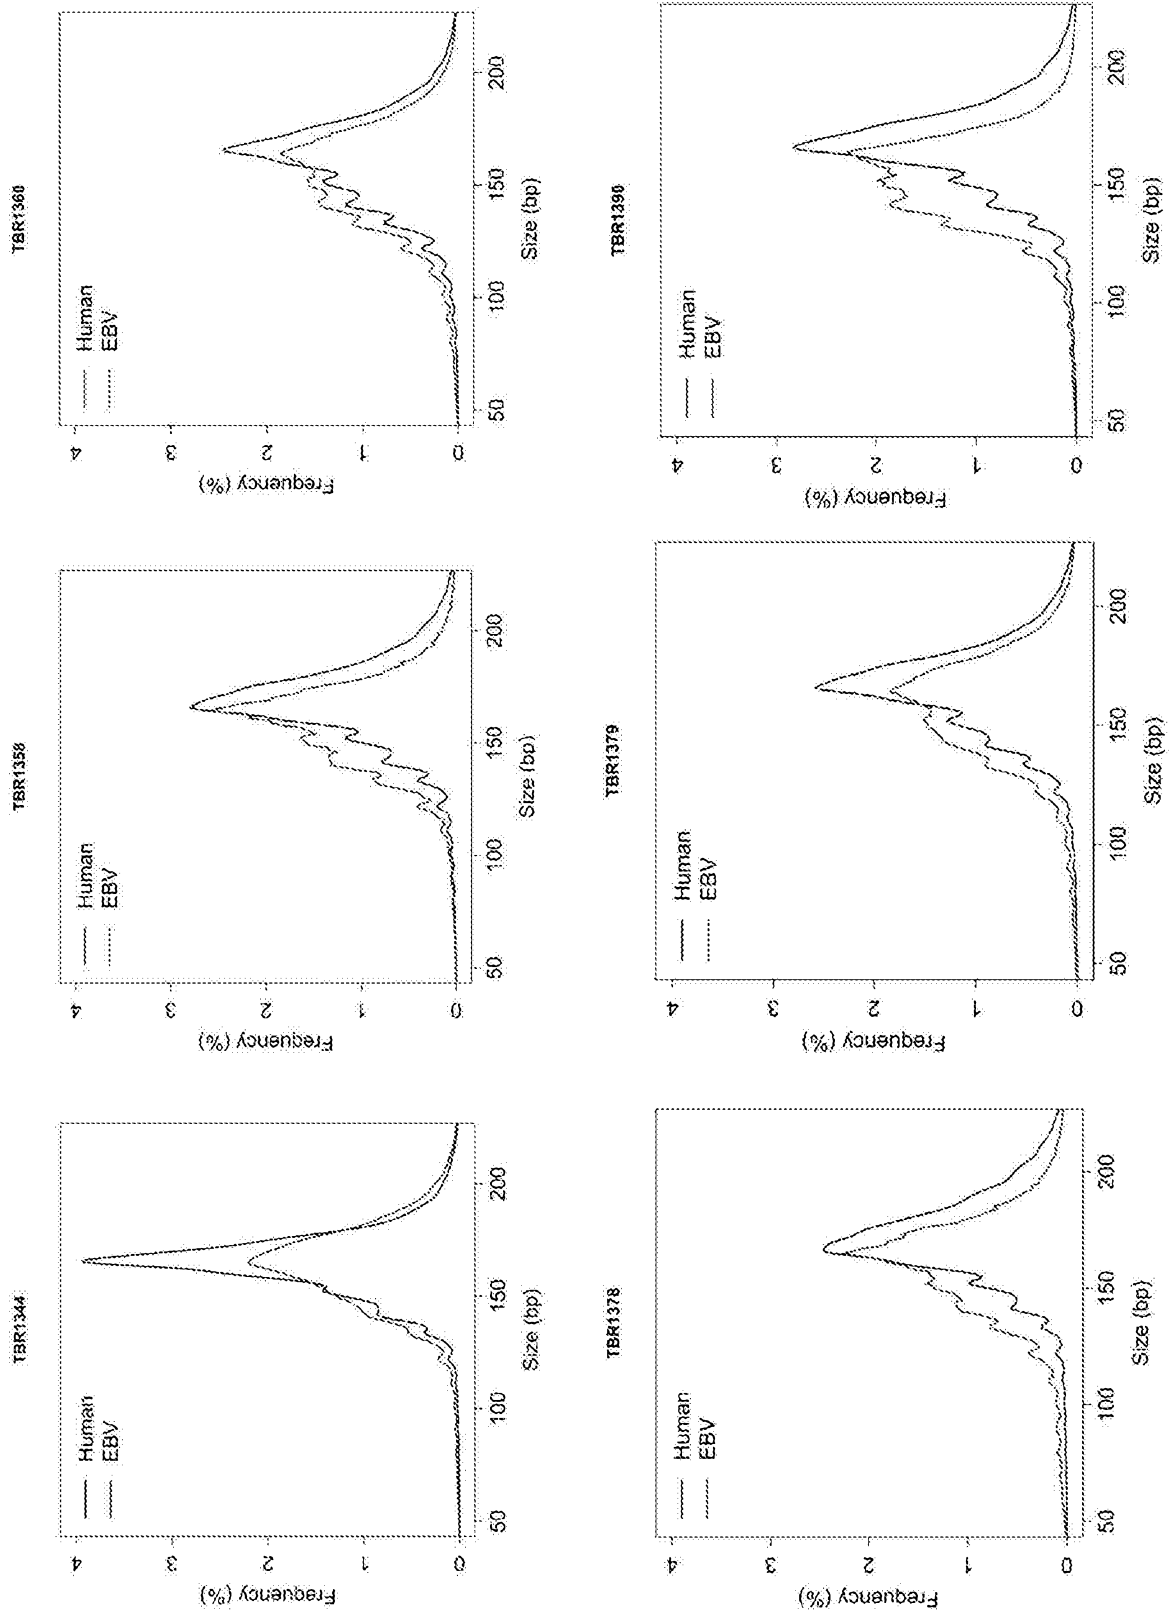 TBR1344
Human
EBV
Frequency (%)
4
3
2
1
0
50 100 150 200
Size (bp)
TBR1358
Human
EBV
Frequency (%)
4
3
2
1
0
50 100 150 200
Size (bp)
TBR1360
Human
EBV
Frequency (%)
4
3
2
1
0
50 100 150 200
Size (bp)
TBR1378
Human
EBV
Frequency (%)
4
3
2
1
0
50 100 150 200
Size (bp)
TBR1379
Human
EBV
Frequency (%)
4
3
2
1
0
50 100 150 200
Size (bp)
TBR1390
Human
EBV
Frequency (%)
4
3
2
1
0
50 100 150 200
Size (bp)